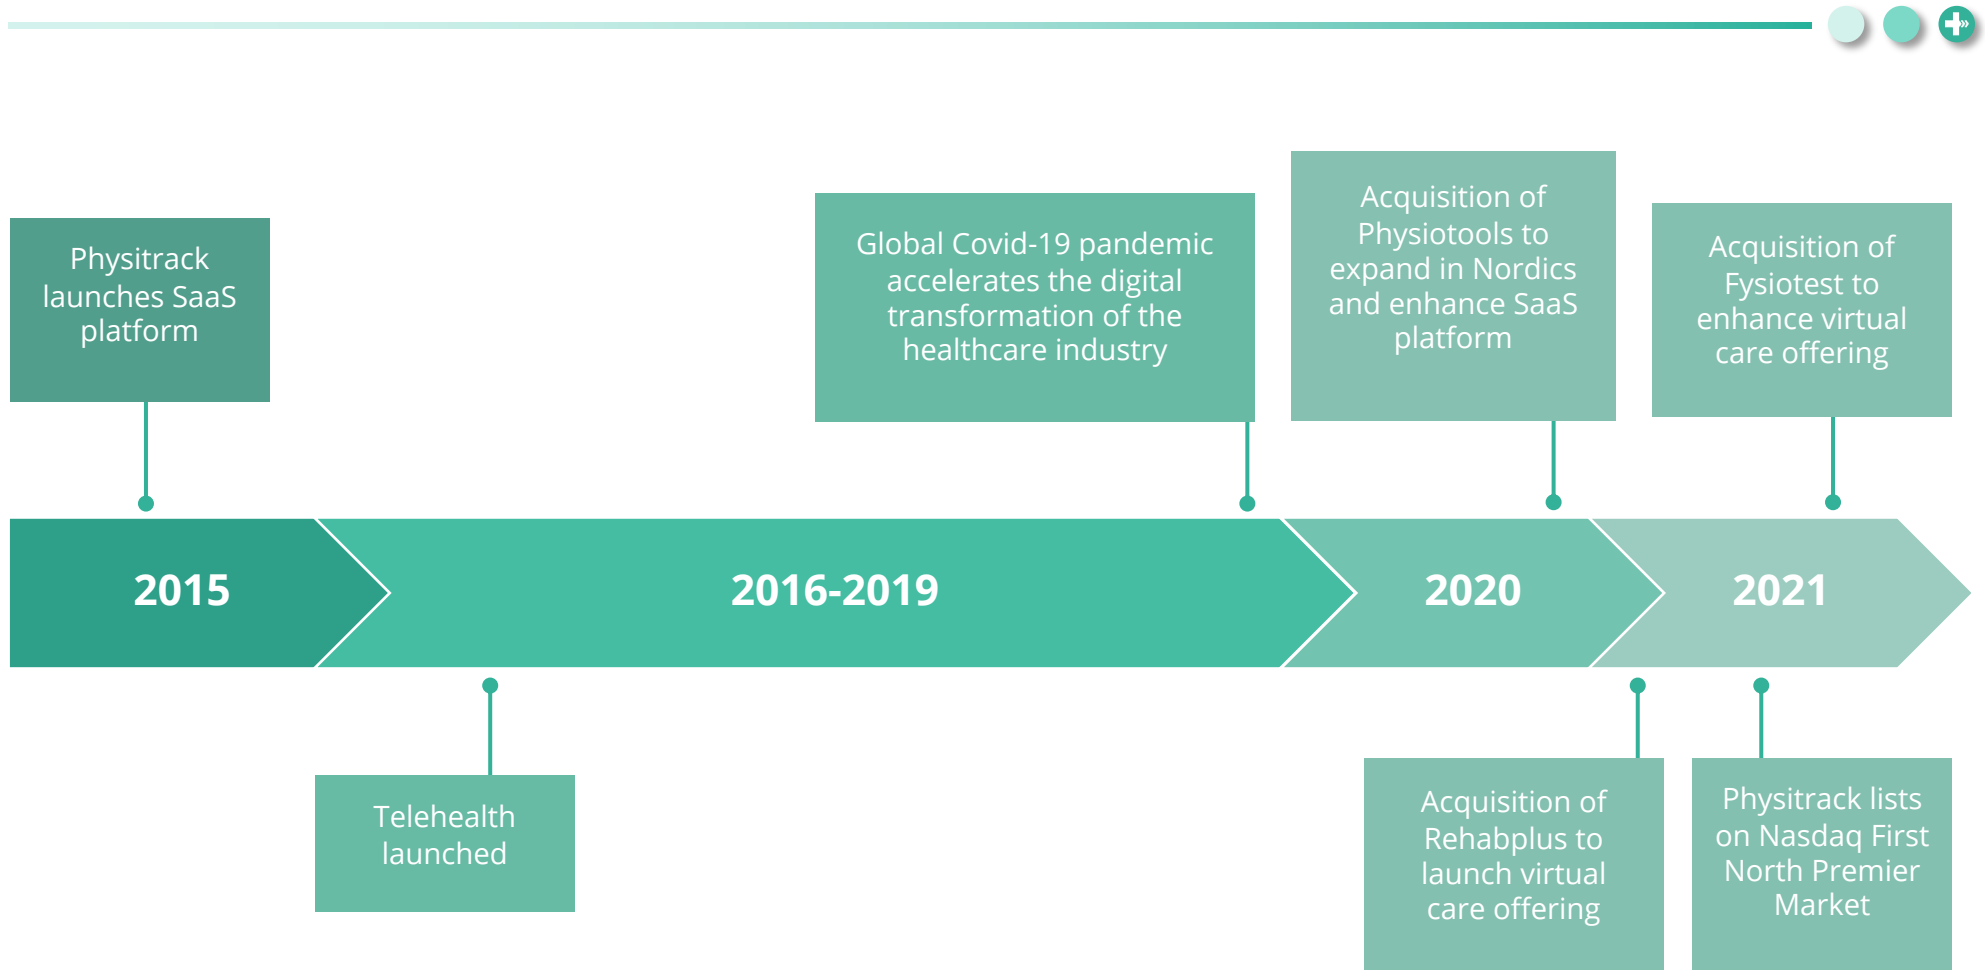 Physitrack
launches SaaS
platform
Global Covid-19 pandemic
accelerates the digital
transformation of the
healthcare industry
Acquisition of
Physiotools to
expand in Nordics
and enhance SaaS
platform
Acquisition of
Fysiotest to
enhance virtual
care offering
2015
2016-2019
2020
2021
Telehealth
launched
Acquisition of
Rehabplus to
launch virtual
care offering
Physitrack lists
on Nasdaq First
North Premier
Market